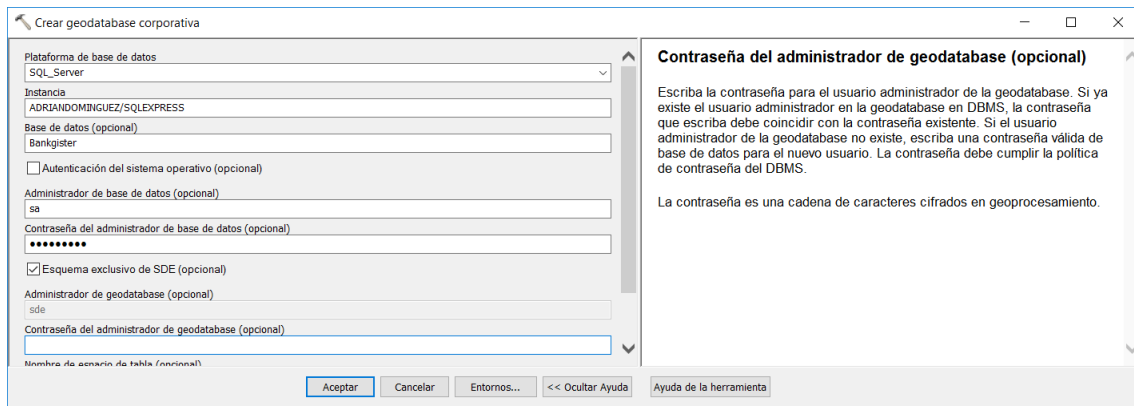 Crear geodatabase corporativa
Plataforma de base de datos
SQL_Server
Instancia
ADRIANDOMINGUEZ/SQLEXPRESS
Base de datos (opcional)
Bankgister
Autenticación del sistema operativo (opcional)
Administrador de base de datos (opcional)
sa
Contraseña del administrador de base de datos (opcional)
●●●●●●●●●
Esquema exclusivo de SDE (opcional)
Administrador de geodatabase (opcional)
sde
Contraseña del administrador de geodatabase (opcional)
Nombre de espacio de tabla (opcional)
Contraseña del administrador de geodatabase (opcional)
Escriba la contraseña para el usuario administrador de la geodatabase. Si ya
existe el usuario administrador en la geodatabase en DBMS, la contraseña
que escriba debe coincidir con la contraseña existente. Si el usuario
administrador de la geodatabase no existe, escriba una contraseña válida de
base de datos para el nuevo usuario. La contraseña debe cumplir la política
de contraseña del DBMS.
La contraseña es una cadena de caracteres cifrados en geoprocesamiento.
Aceptar
Cancelar
Entornos...
<< Ocultar Ayuda
Ayuda de la herramienta